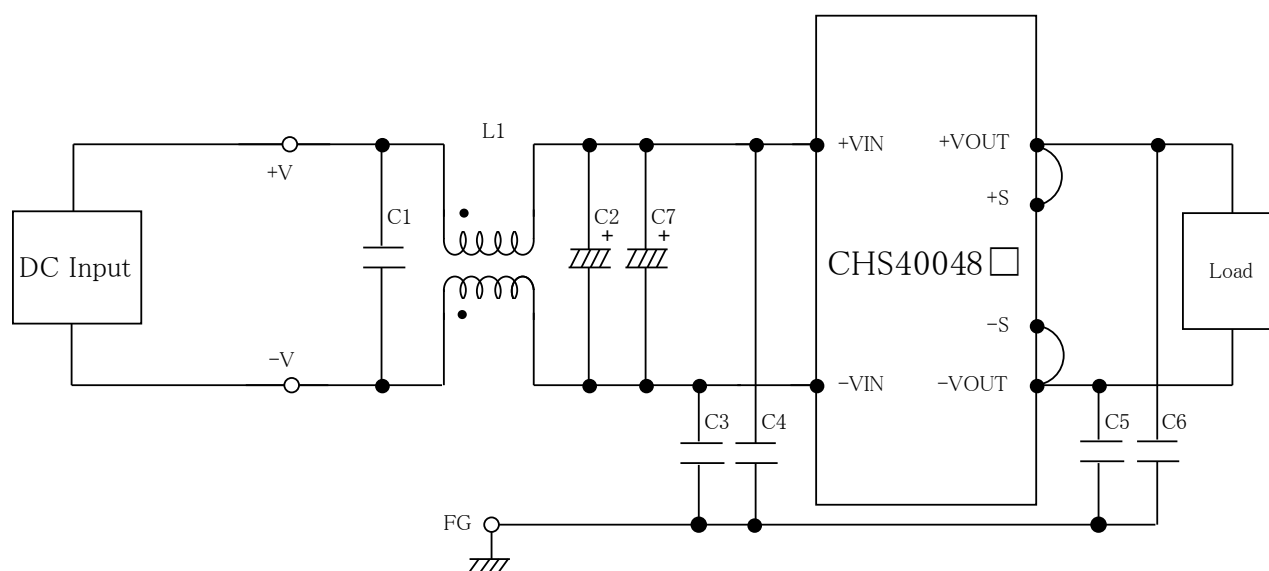 L1
+V
+VIN
+VOUT
+S
C1
C2
+
C7
+
DC Input
CHS40048□
Load
-S
-V
-VIN
-VOUT
C3
C4
C5
C6
FG